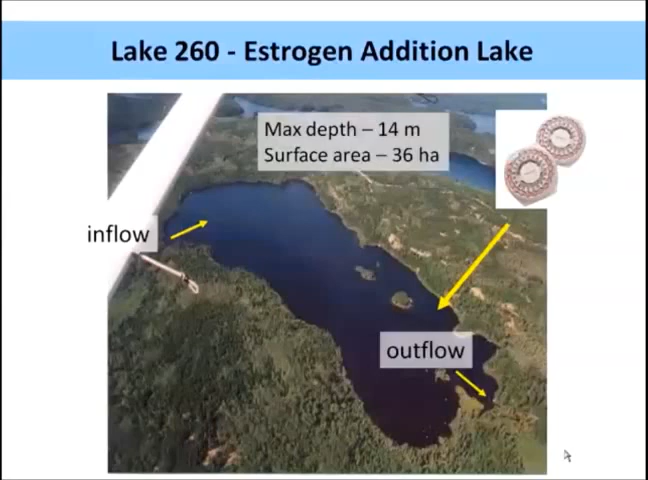 Lake 260 - Estrogen Addition Lake
Max depth – 14 m
Surface area – 36 ha
inflow
outflow